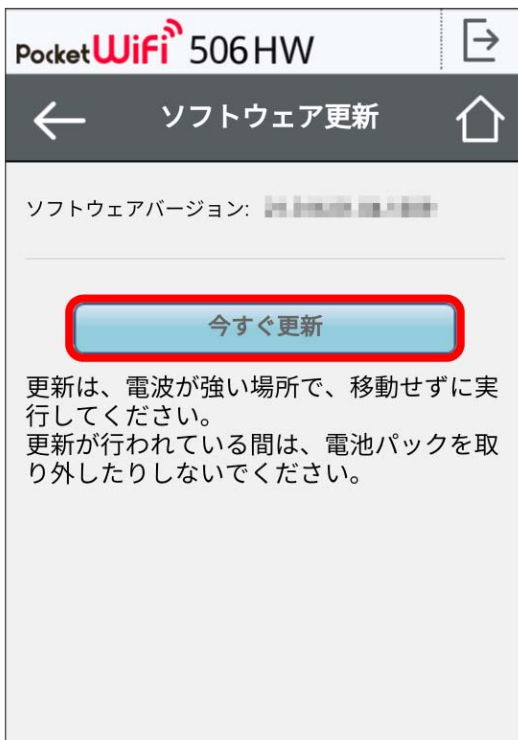 Pocket WiFi 506HW
ソフトウェア更新
ソフトウェアバージョン:
今すぐ更新
更新は、電波が強い場所で、移動せずに実
行してください。
更新が行われている間は、電池パックを取
り外したりしないでください。